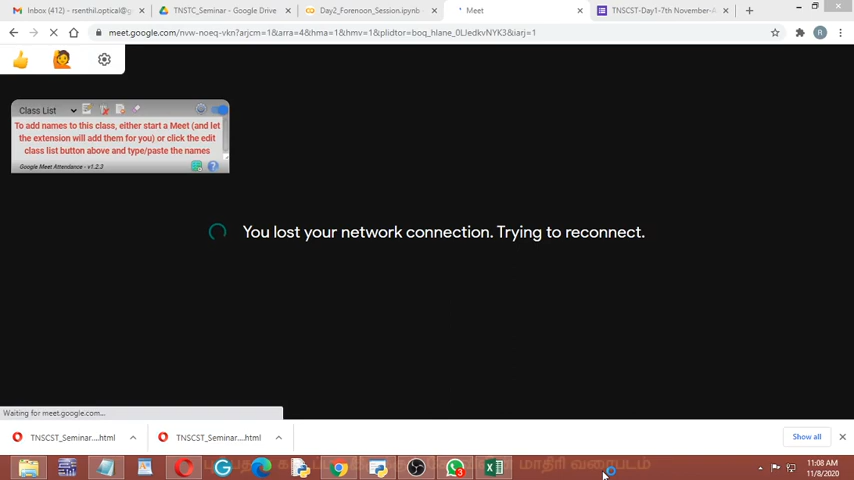 Inbox (412) - rsenthil.optical@g
TNSTC_Seminar - Google Drive
Day2_Forenoon_Session.ipynb
Meet
TNSCST-Day1-7th November-A
meet.google.com/nvw-noeq-vkn?arjcm=1&arra=4&hma=1&hmv=1&plidtor=boq_hlane_0LJedkvNYK3&iarj=1
R
Class List
To add names to this class, either start a Meet (and let
the extension will add them for you) or click the edit
class list button above and type/paste the names
Google Meet Attendance - v1.2.3
You lost your network connection. Trying to reconnect.
Waiting for meet.google.com...
TNSCST_Seminar....html
TNSCST_Seminar....html
Show all
மாதிரி வரைபடம்
3
11:08 AM
11/8/2020